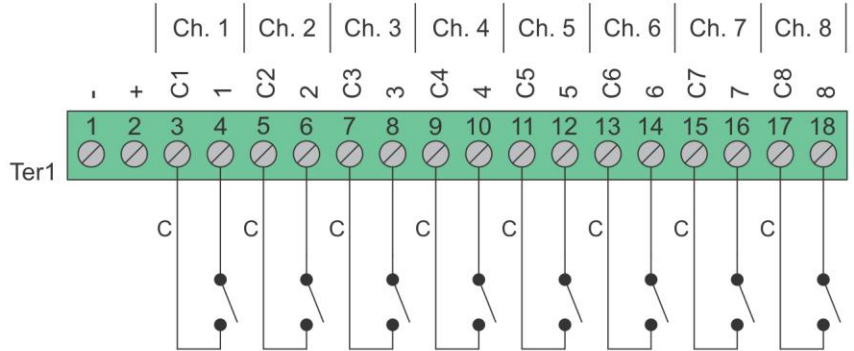 Ch. 1 Ch. 2 Ch. 3 Ch. 4 Ch. 5 Ch. 6 Ch. 7 Ch. 8
- + C1 1 C2 2 C3 3 C4 4 C5 5 C6 6 C7 7 C8 8
1 2 3 4 5 6 7 8 9 10 11 12 13 14 15 16 17 18
Ter1
C C C C C C C C